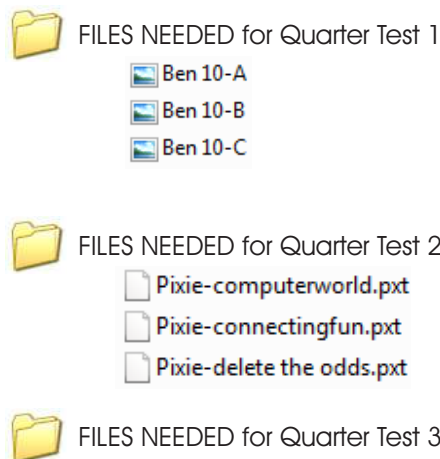 FILES NEEDED for Quarter Test 1
Ben 10-A
Ben 10-B
Ben 10-C
FILES NEEDED for Quarter Test 2
Pixie-computerworld.pxt
Pixie-connectingfun.pxt
Pixie-delete the odds.pxt
FILES NEEDED for Quarter Test 3